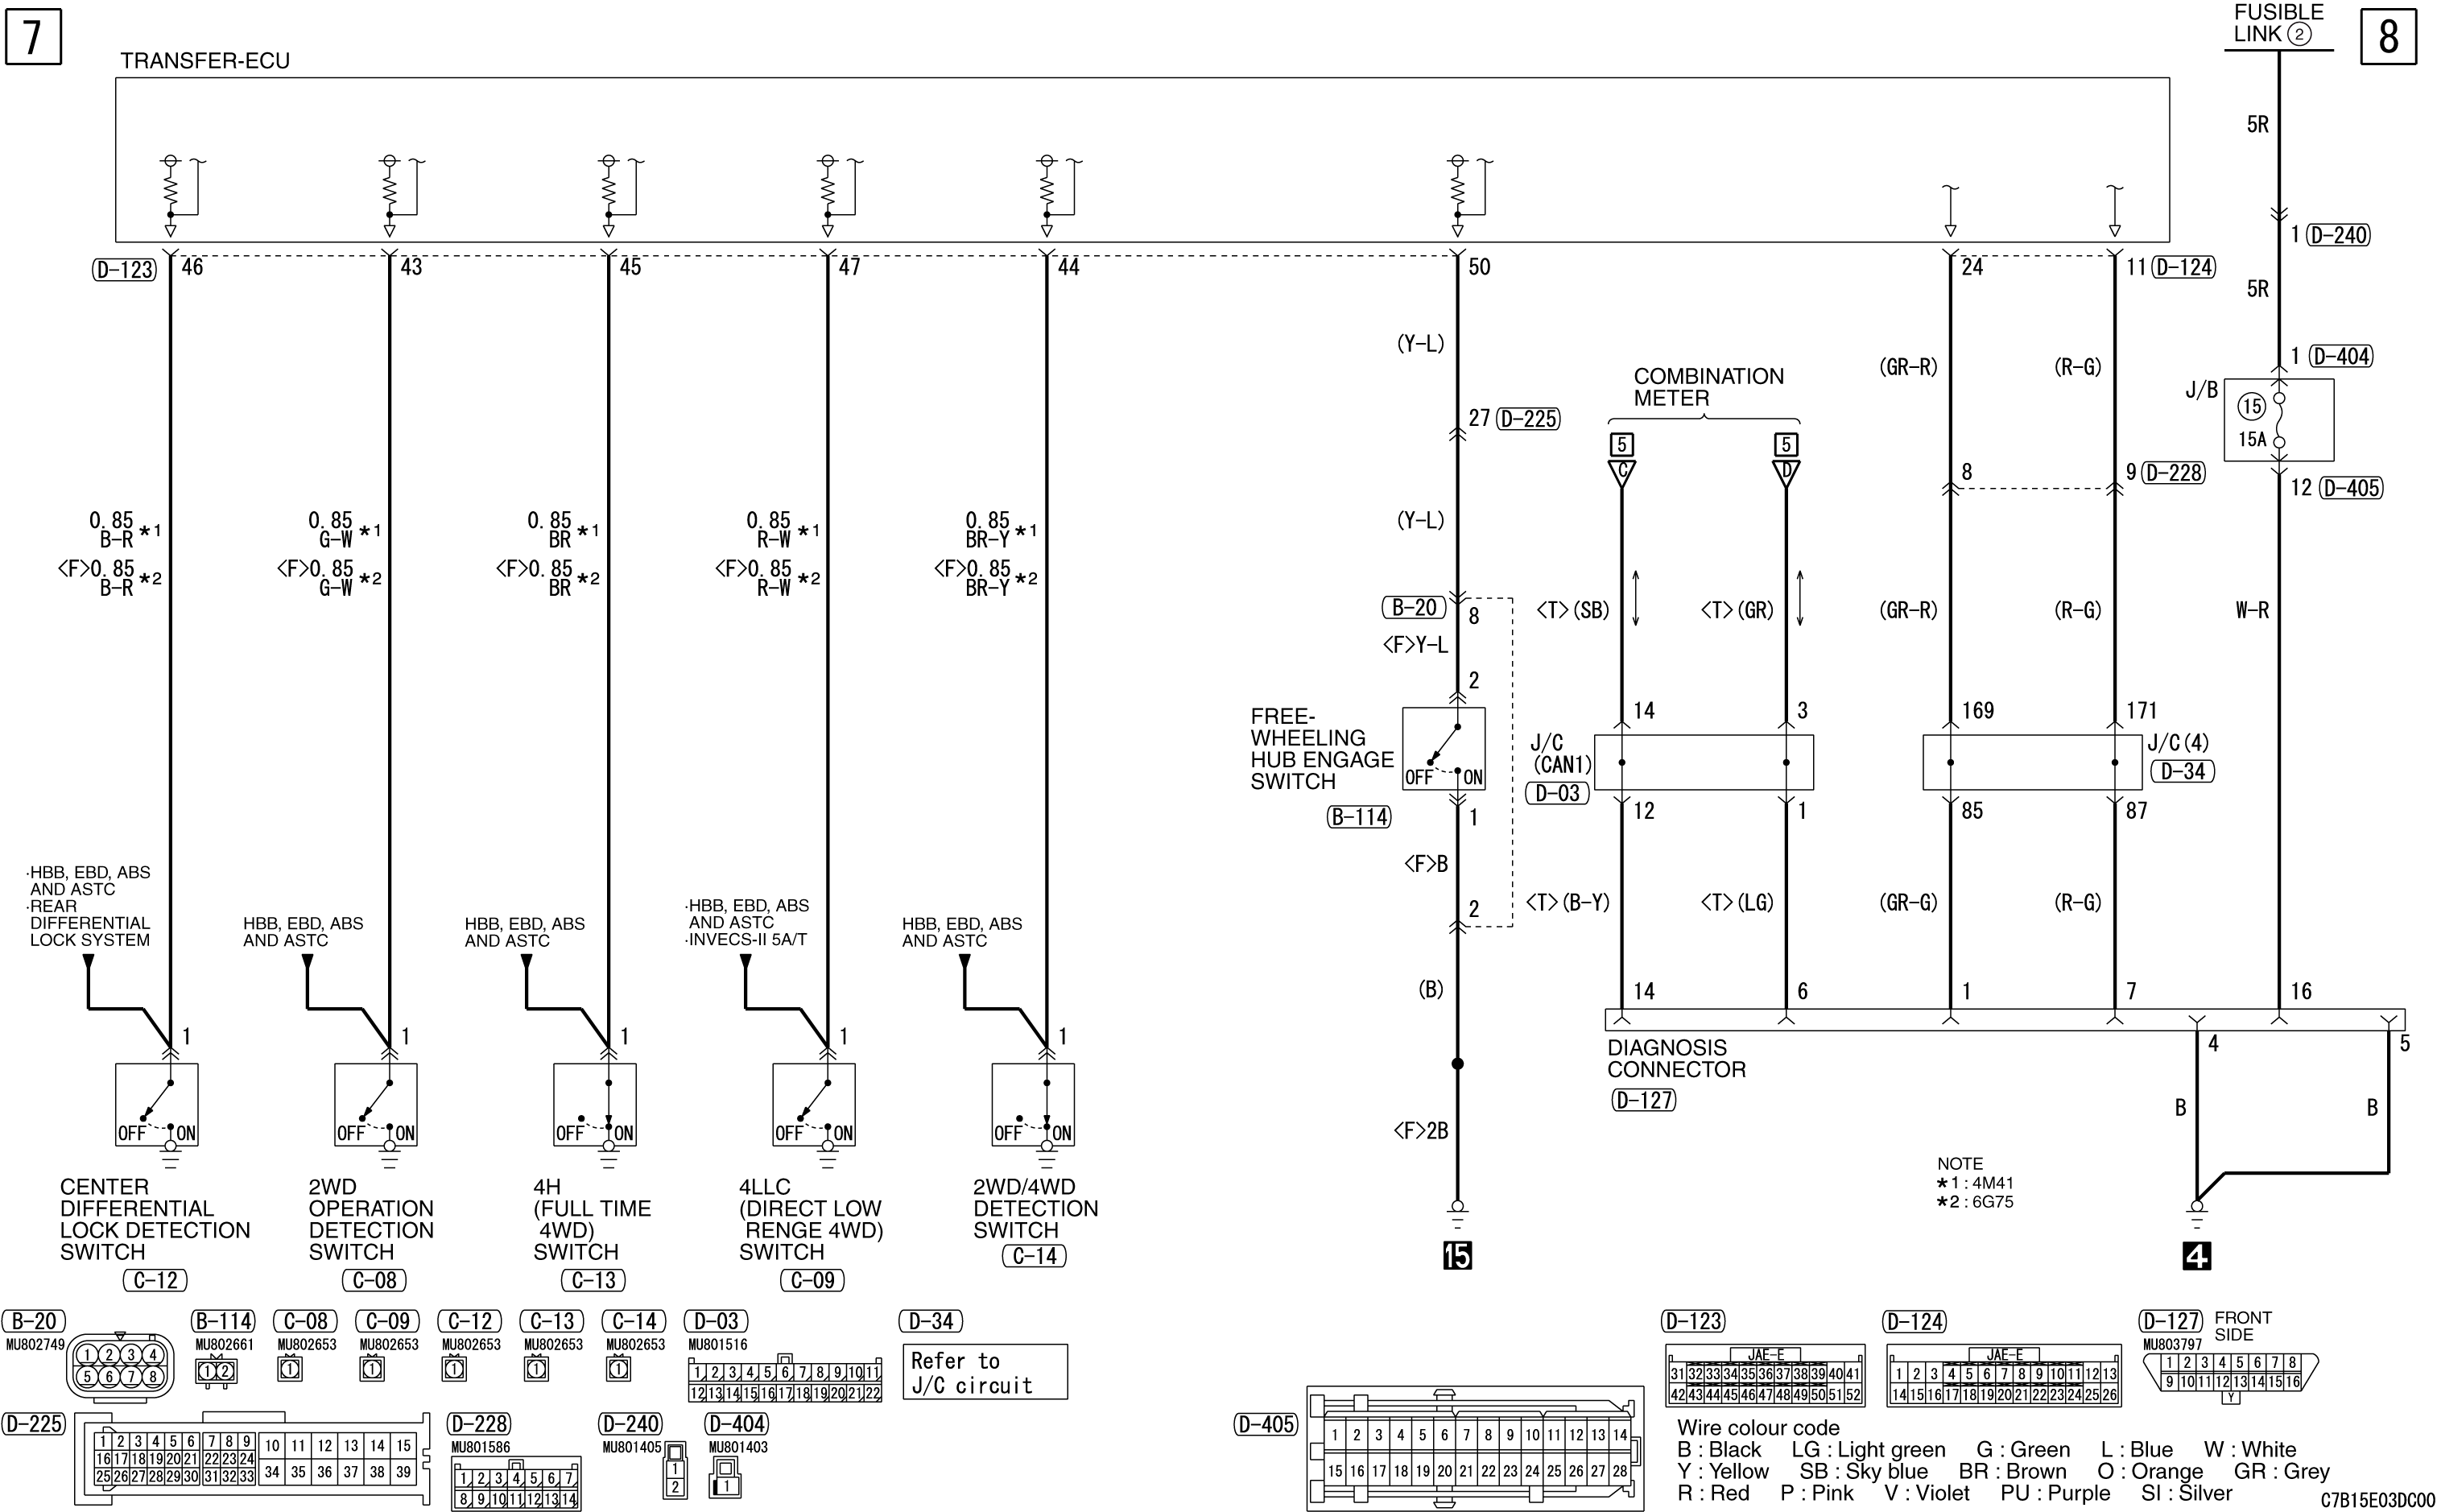 7
FUSIBLE
LINK 2
8
TRANSFER-ECU
5R
1 D-240
D-123 46 43 45 47 44 50 24 11 D-124
5R
(Y-L)
1 D-404
(GR-R) (R-G)
COMBINATION
METER
J/B
15
15A
27 D-225
5 5
C D
8 9 D-228
12 D-405
(Y-L)
0.85
B-R *1
<F>0.85
B-R *2
0.85
G-W *1
<F>0.85
G-W *2
0.85
BR *1
<F>0.85
BR *2
0.85
R-W *1
<F>0.85
R-W *2
0.85
BR-Y *1
<F>0.85
BR-Y *2
B-20
8
<T>(SB) <T>(GR) (GR-R) (R-G) W-R
<F>Y-L
2
14 3 169 171
FREE-
WHEELING
HUB ENGAGE
SWITCH
OFF ON
J/C
(CAN1)
D-03
J/C(4)
D-34
B-114
1
12 1 85 87
<F>B
·HBB, EBD, ABS
AND ASTC
·REAR
DIFFERENTIAL
LOCK SYSTEM
HBB, EBD, ABS
AND ASTC
HBB, EBD, ABS
AND ASTC
·HBB, EBD, ABS
AND ASTC
·INVECS-II 5A/T
HBB, EBD, ABS
AND ASTC
2
<T>(B-Y) <T>(LG) (GR-G) (R-G)
(B)
14 6 1 7 16
1 1 1 1 1
DIAGNOSIS
CONNECTOR
D-127
4 5
B B
OFF ON OFF ON OFF ON OFF ON OFF ON
<F>2B
CENTER
DIFFERENTIAL
LOCK DETECTION
SWITCH
C-12
2WD
OPERATION
DETECTION
SWITCH
C-08
4H
(FULL TIME
4WD)
SWITCH
C-13
4LLC
(DIRECT LOW
RENGE 4WD)
SWITCH
C-09
2WD/4WD
DETECTION
SWITCH
C-14
15
NOTE
*1 : 4M41
*2 : 6G75
4
B-20
MU802749
1 2 3 4
5 6 7 8
B-114
MU802661
1 2
C-08
MU802653
1
C-09
MU802653
1
C-12
MU802653
1
C-13
MU802653
1
C-14
MU802653
1
D-03
MU801516
1 2 3 4 5 6 7 8 9 10 11
12 13 14 15 16 17 18 19 20 21 22
D-34
Refer to
J/C circuit
D-123
JAE-E
31 32 33 34 35 36 37 38 39 40 41
42 43 44 45 46 47 48 49 50 51 52
D-124
JAE-E
1 2 3 4 5 6 7 8 9 10 11 12 13
14 15 16 17 18 19 20 21 22 23 24 25 26
D-127 FRONT
SIDE
MU803797
1 2 3 4 5 6 7 8
9 10 11 12 13 14 15 16
Y
D-225
1 2 3 4 5 6 7 8 9 10 11 12 13 14 15
16 17 18 19 20 21 22 23 24
25 26 27 28 29 30 31 32 33 34 35 36 37 38 39
D-228
MU801586
1 2 3 4 5 6 7
8 9 10 11 12 13 14
D-240
MU801405
1
2
D-404
MU801403
1
D-405
1 2 3 4 5 6 7 8 9 10 11 12 13 14
15 16 17 18 19 20 21 22 23 24 25 26 27 28
Wire colour code
B : Black LG : Light green G : Green L : Blue W : White
Y : Yellow SB : Sky blue BR : Brown O : Orange GR : Grey
R : Red P : Pink V : Violet PU : Purple SI : Silver
C7B15E03DC00